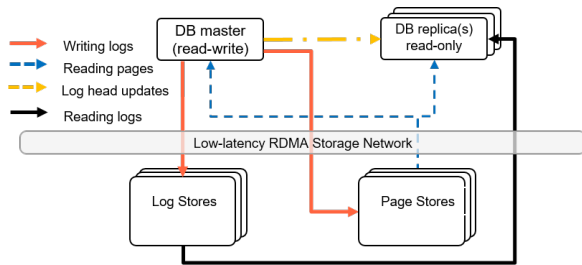 Writing logs
Reading pages
Log head updates
Reading logs
DB master
(read-write)
DB replica(s)
read-only
Low-latency RDMA Storage Network
Log Stores
Page Stores